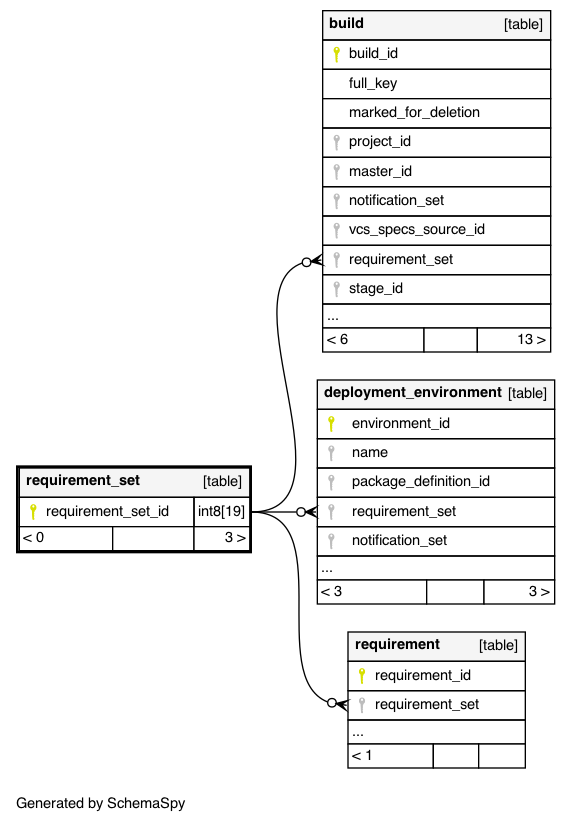 build [table]
build_id
full_key
marked_for_deletion
project_id
master_id
notification_set
vcs_specs_source_id
requirement_set
stage_id
...
< 6 13 >
deployment_environment [table]
environment_id
name
package_definition_id
requirement_set
notification_set
...
< 3 3 >
requirement_set [table]
requirement_set_id int8[19]
< 0 3 >
requirement [table]
requirement_id
requirement_set
...
< 1
Generated by SchemaSpy